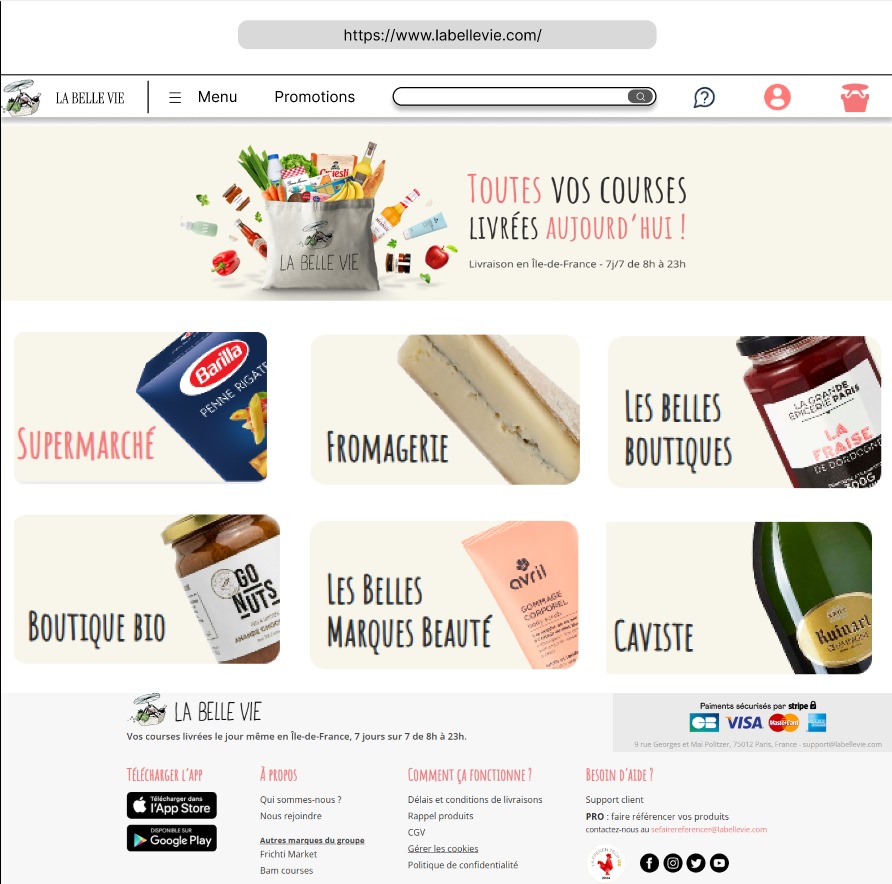 https://www.labellevie.com/
LA BELLE VIE
Menu
Promotions
TOUTES VOS COURSES
LIVRÉES AUJOURD'HUI !
Livraison en Île-de-France - 7j/7 de 8h à 23h
LA BELLE VIE
Barilla
PENNE RIGATE
SUPERMARCHÉ
FROMAGERIE
LES BELLES
BOUTIQUES
LA GRANDE
ÉPICERIE PARIS
LA
FRAISE
DE DORDOGNE
300G
BOUTIQUE BIO
GO
NUTS
LES BELLES
MARQUES BEAUTÉ
avril
GOMMAGE
CORPOREL
CAVISTE
Ruinart
LA BELLE VIE
Vos courses livrées le jour même en Île-de-France, 7 jours sur 7 de 8h à 23h.
Paiments sécurisés par stripe
CB VISA MasterCard
9 rue Georges et Mai Politzer, 75012 Paris, France - support@labellevie.com
TÉLÉCHARGER L'APP
Télécharger dans
l'App Store
DISPONIBLE SUR
Google Play
À PROPOS
Qui sommes-nous ?
Nous rejoindre
Autres marques du groupe
Frichti Market
Bam courses
COMMENT ÇA FONCTIONNE ?
Délais et conditions de livraisons
Rappel produits
CGV
Gérer les cookies
Politique de confidentialité
BESOIN D'AIDE ?
Support client
PRO : faire référencer vos produits
contactez-nous au sefairereferencer@labellevie.com